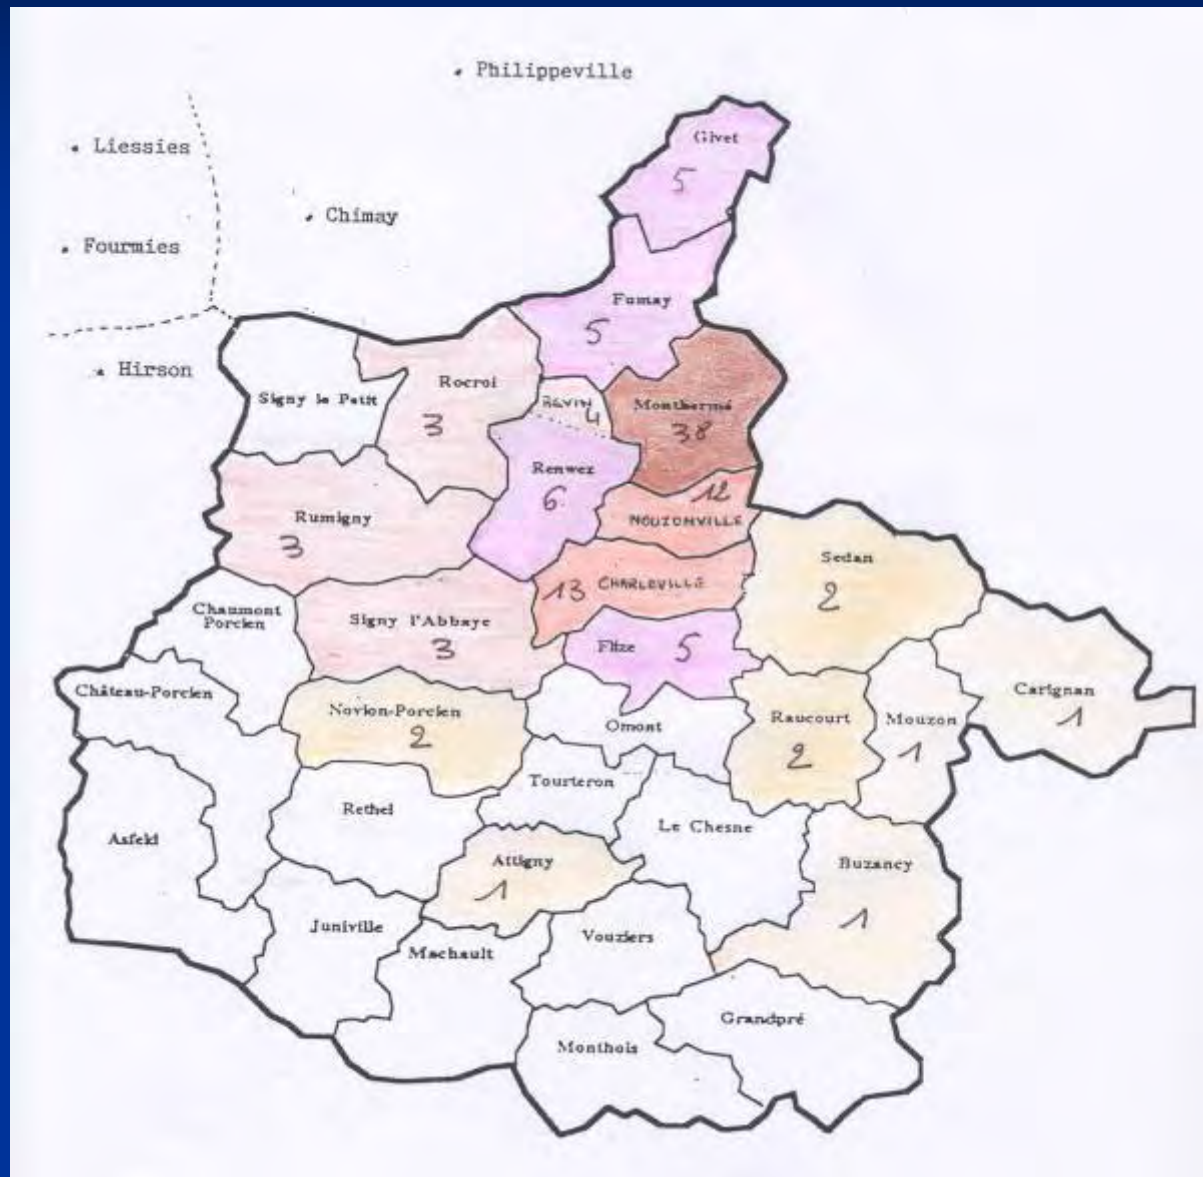 Philippeville
Liessies
Givet
5
Chimay
Fourmies
Fumay
5
Hirson
Signy le Petit
Rocroi
3
REVIN
4
Monthermé
38
Renwez
6
12
NOUZONVILLE
Rumigny
3
Sedan
2
13 CHARLEVILLE
Chaumont
Porcien
Signy l'Abbaye
3
Flize 5
Château-Porcien
Novion-Porcien
2
Omont
Raucourt
2
Mouzon
1
Carignan
1
Tourteron
Rethel
Le Chesne
Asfeld
Attigny
1
Buzancy
1
Juniville
Machault
Vouziers
Grandpré
Monthois